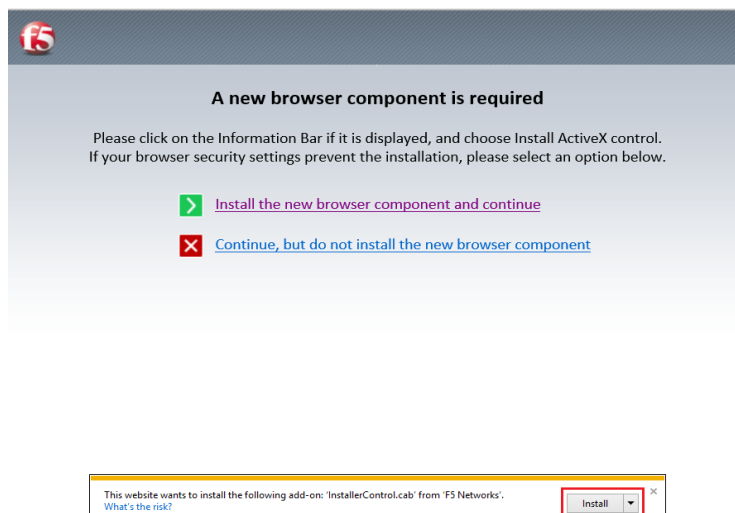 f5
A new browser component is required
Please click on the Information Bar if it is displayed, and choose Install ActiveX control.
If your browser security settings prevent the installation, please select an option below.
Install the new browser component and continue
Continue, but do not install the new browser component
This website wants to install the following add-on: 'InstallerControl.cab' from 'F5 Networks'.
What's the risk?
Install